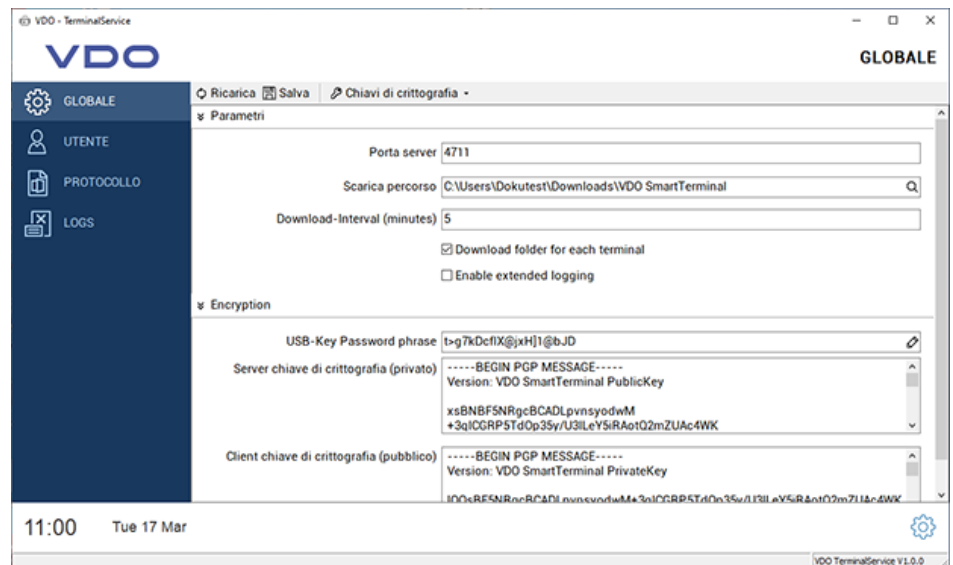 VDO - TerminalService
VDO
GLOBALE
GLOBALE
UTENTE
PROTOCOLLO
LOGS
Ricarica Salva Chiavi di crittografia
Parametri
Porta server 4711
Scarica percorso C:\Users\Dokutest\Downloads\VDO SmartTerminal
Download-Interval (minutes) 5
Download folder for each terminal
Enable extended logging
Encryption
USB-Key Password phrase t>g7kDcflX@jxH]1@bJD
Server chiave di crittografia (privato) -----BEGIN PGP MESSAGE-----
Version: VDO SmartTerminal PublicKey
xsBNBF5NRgcBCADLpvnsyodwM
+3qICGRP5TdOp35y/U3ILeY5iRAotQ2mZUAc4WK
Client chiave di crittografia (pubblico) -----BEGIN PGP MESSAGE-----
Version: VDO SmartTerminal PrivateKey
11:00 Tue 17 Mar
VDO TerminalService V1.0.0